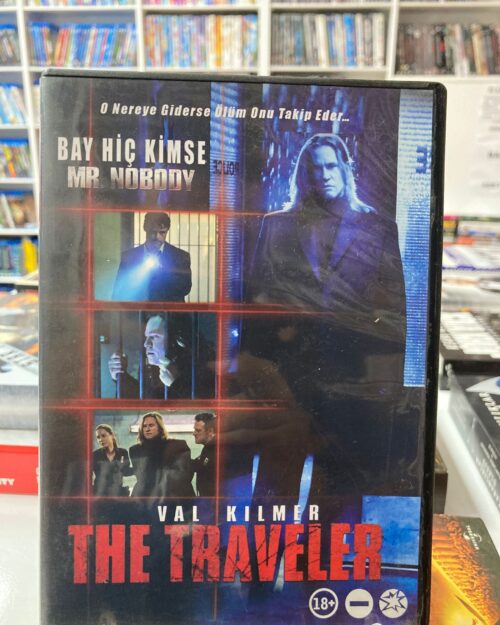 O Nereye Giderse Ölüm Onu Takip Eder...
BAY HİÇ KİMSE
MR. NOBODY
VAL KILMER
THE TRAVELER
18+